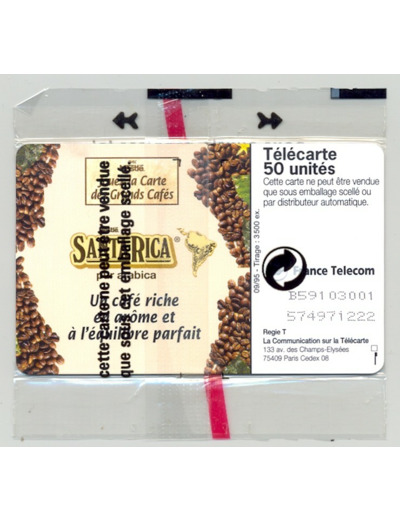 la Carte
des Grands Cafés
SANTA RICA®
arabica
Un café riche
en arôme et
à l'équilibre parfait
cette carte ne peut être vendue
que sous cet emballage scellé.
09/95 - Tirage : 3500 ex.
Télécarte
50 unités
Cette carte ne peut être vendue
que sous emballage scellé ou
par distributeur automatique.
France Telecom
B59103001
574971222
Regie T
La Communication sur la Télécarte
133 av. des Champs-Elysées
75409 Paris Cedex 08